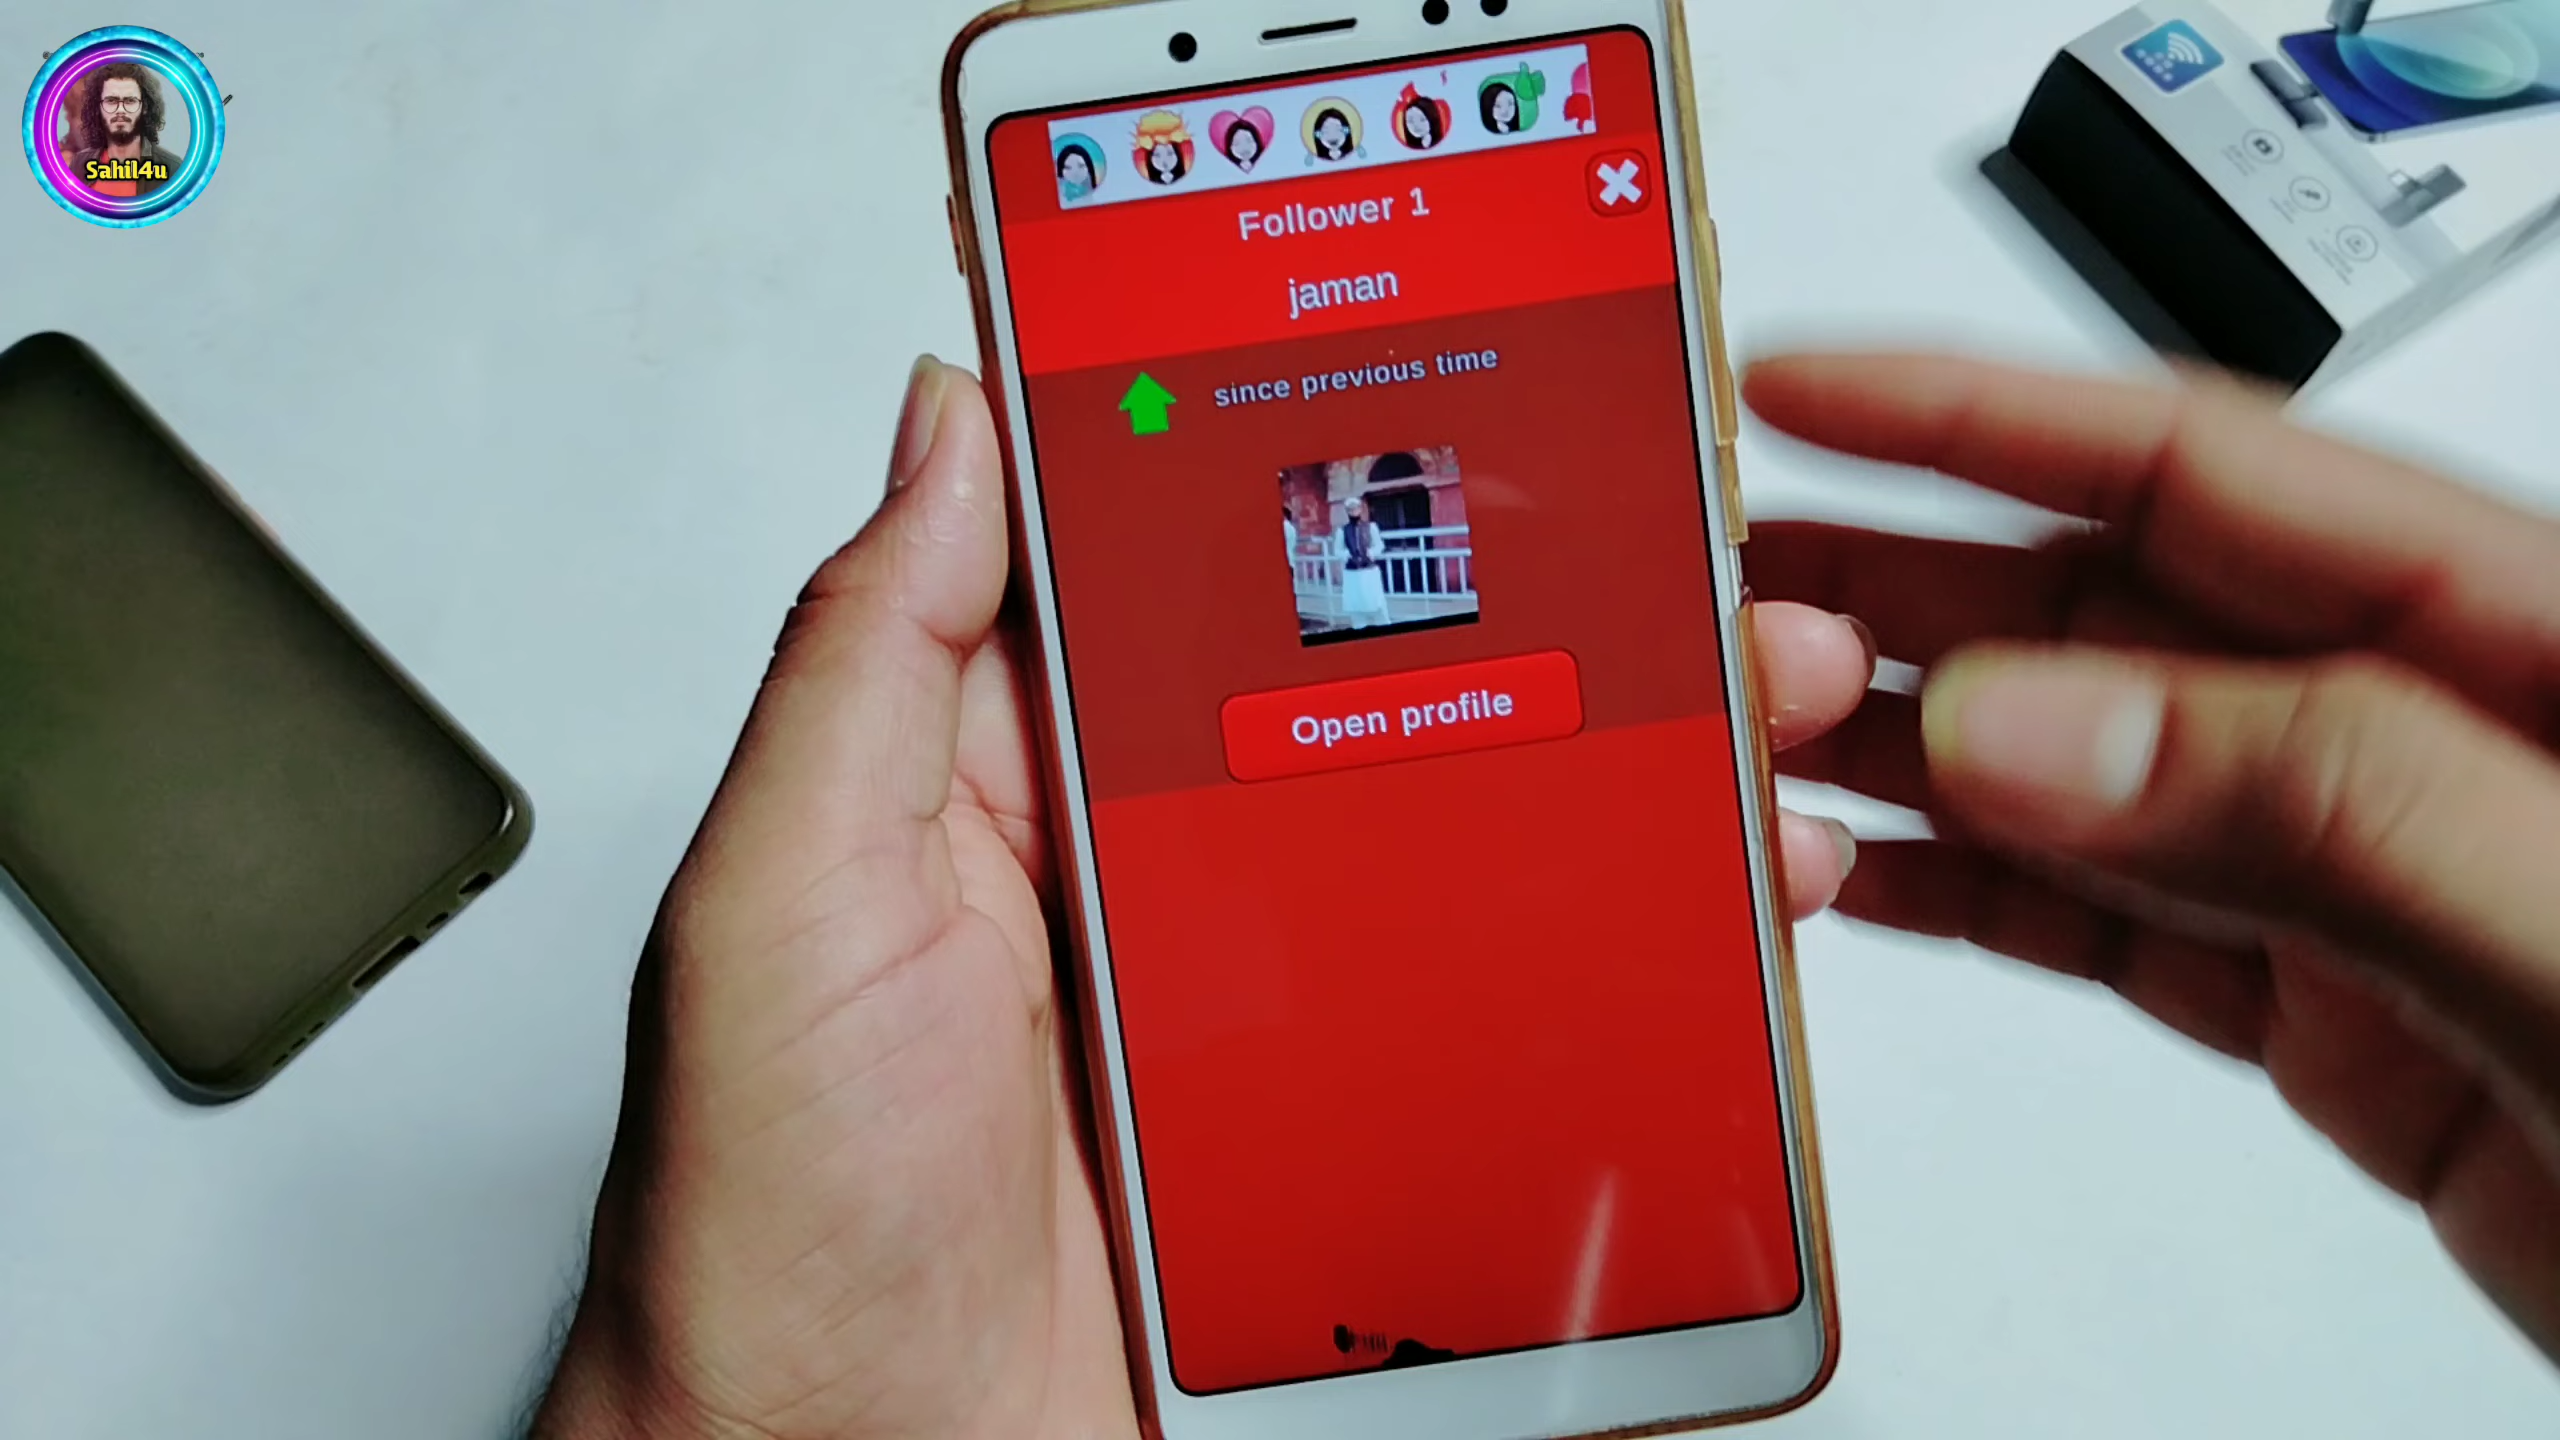 Sahil4u
Follower 1
jaman
since previous time
Open profile